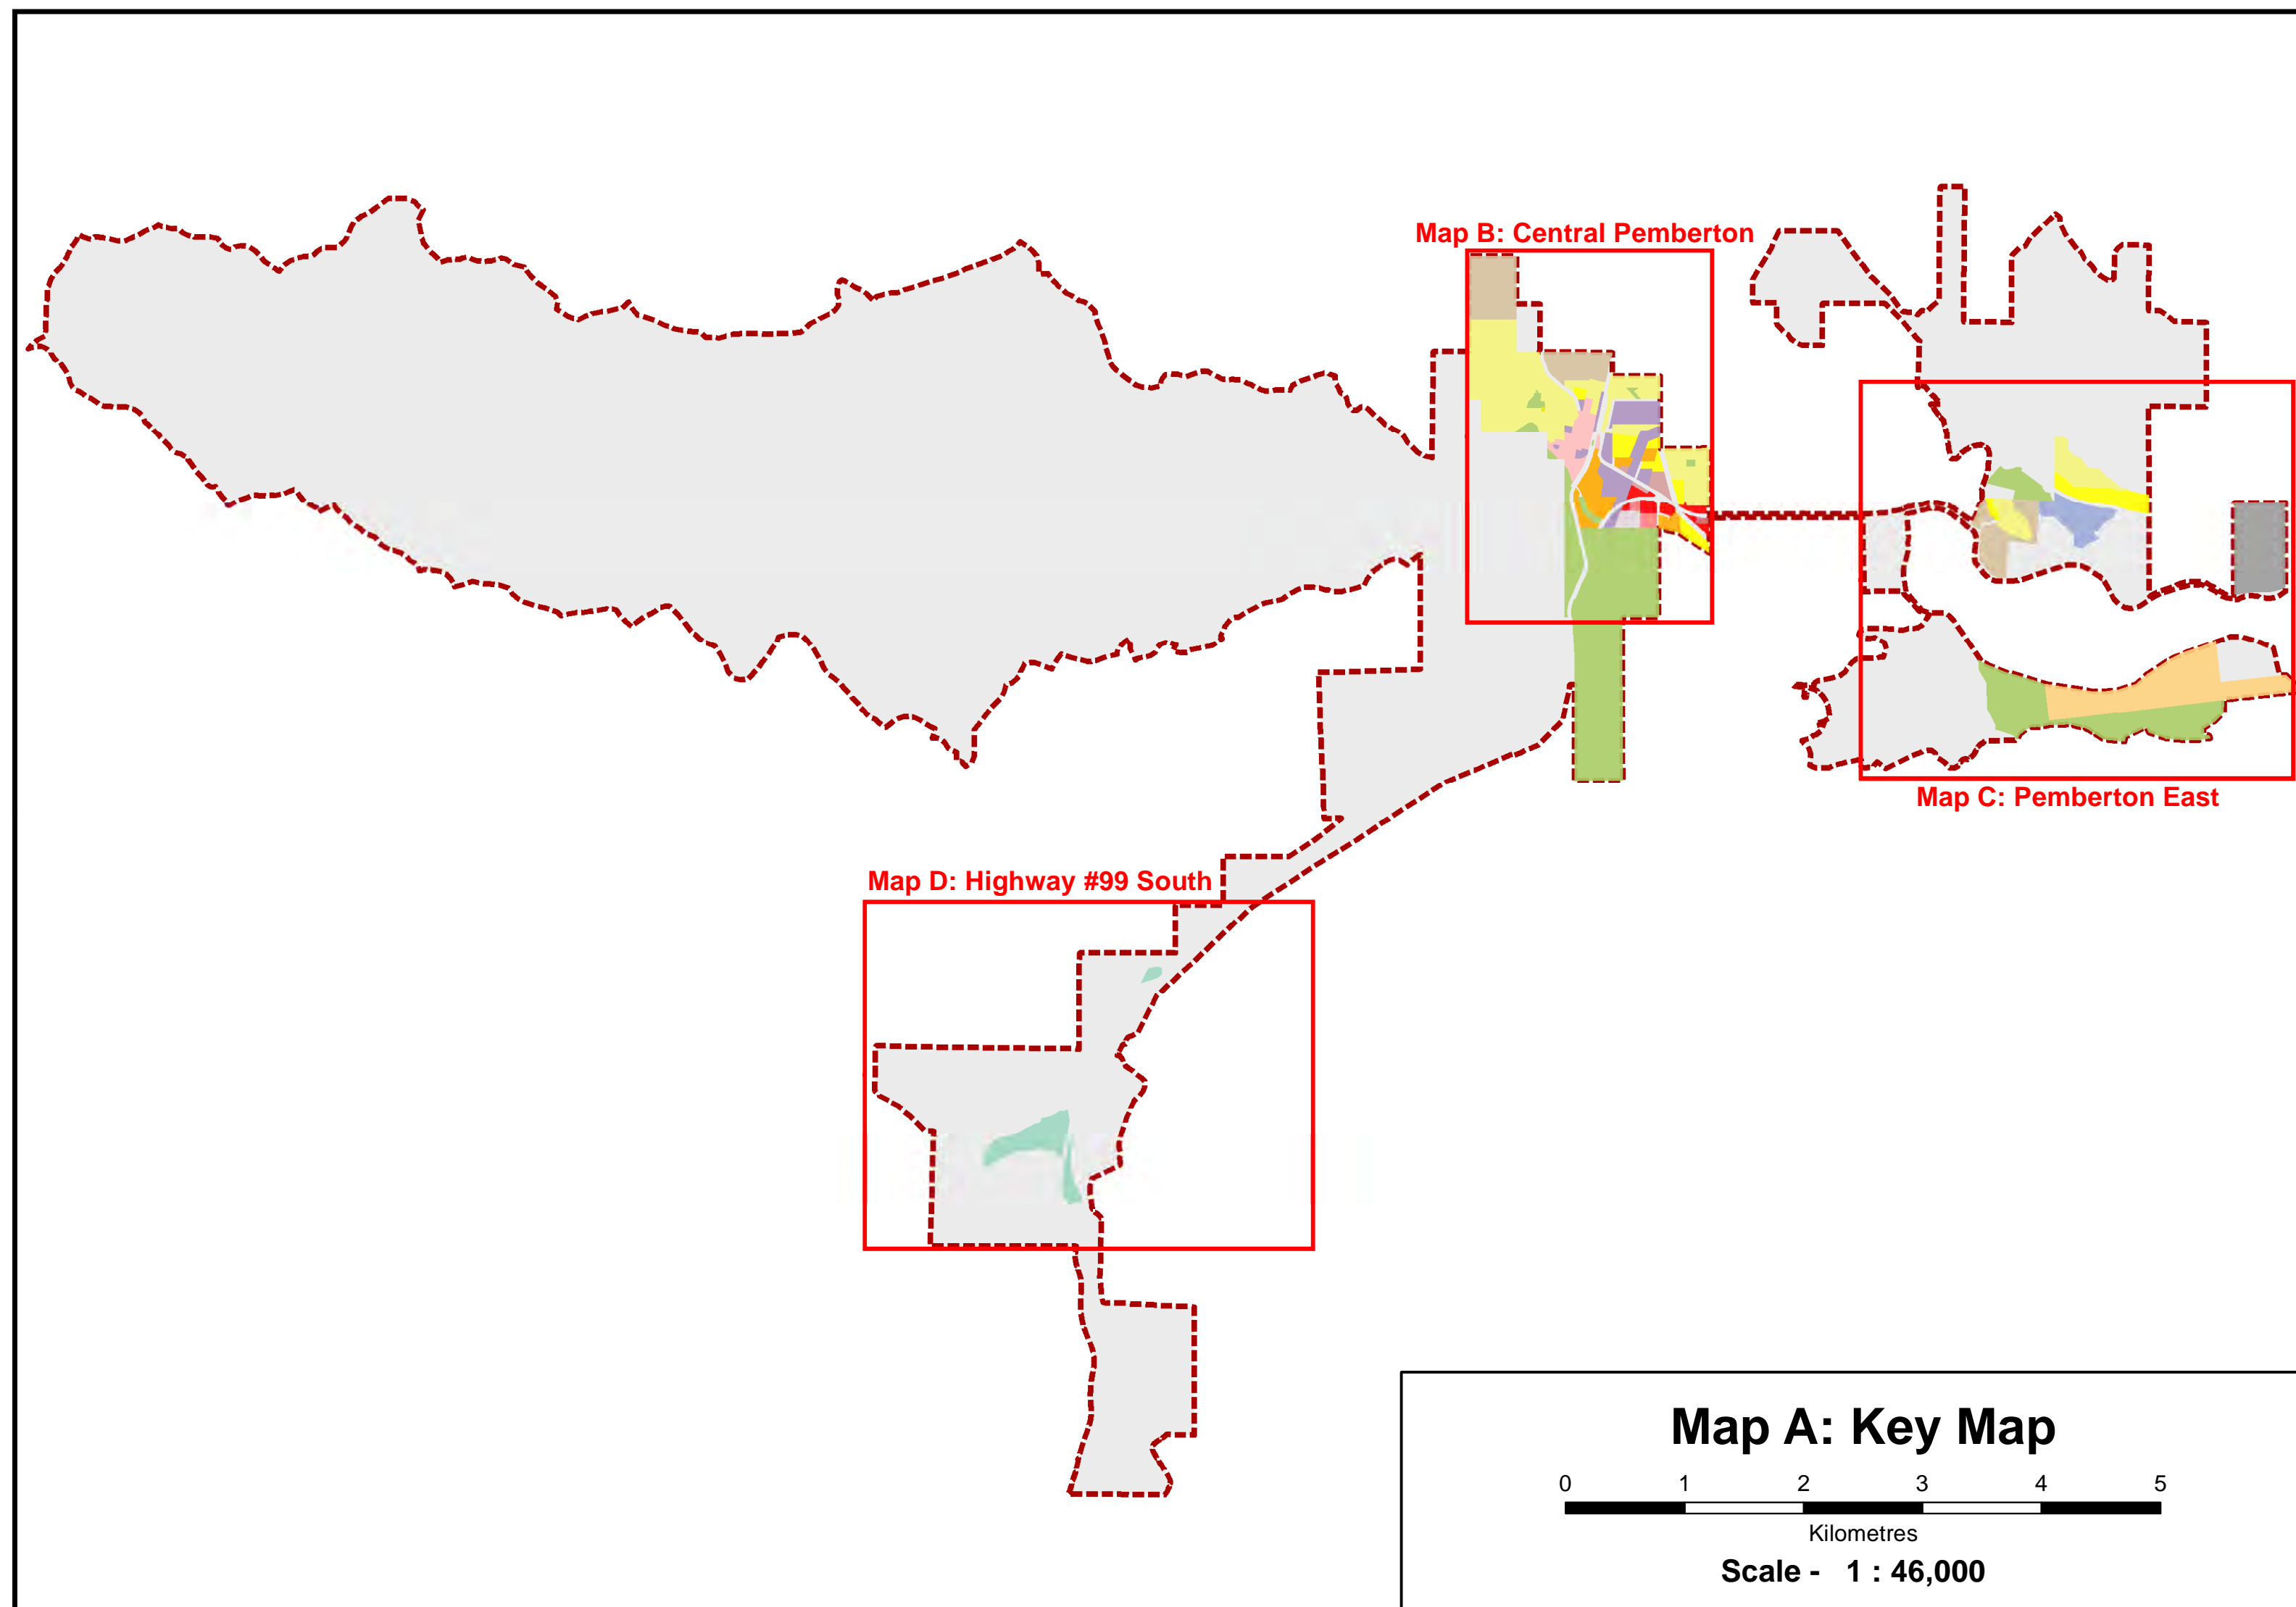 Map B: Central Pemberton
Map C: Pemberton East
Map D: Highway #99 South
Map A: Key Map
0 1 2 3 4 5
Kilometres
Scale - 1 : 46,000